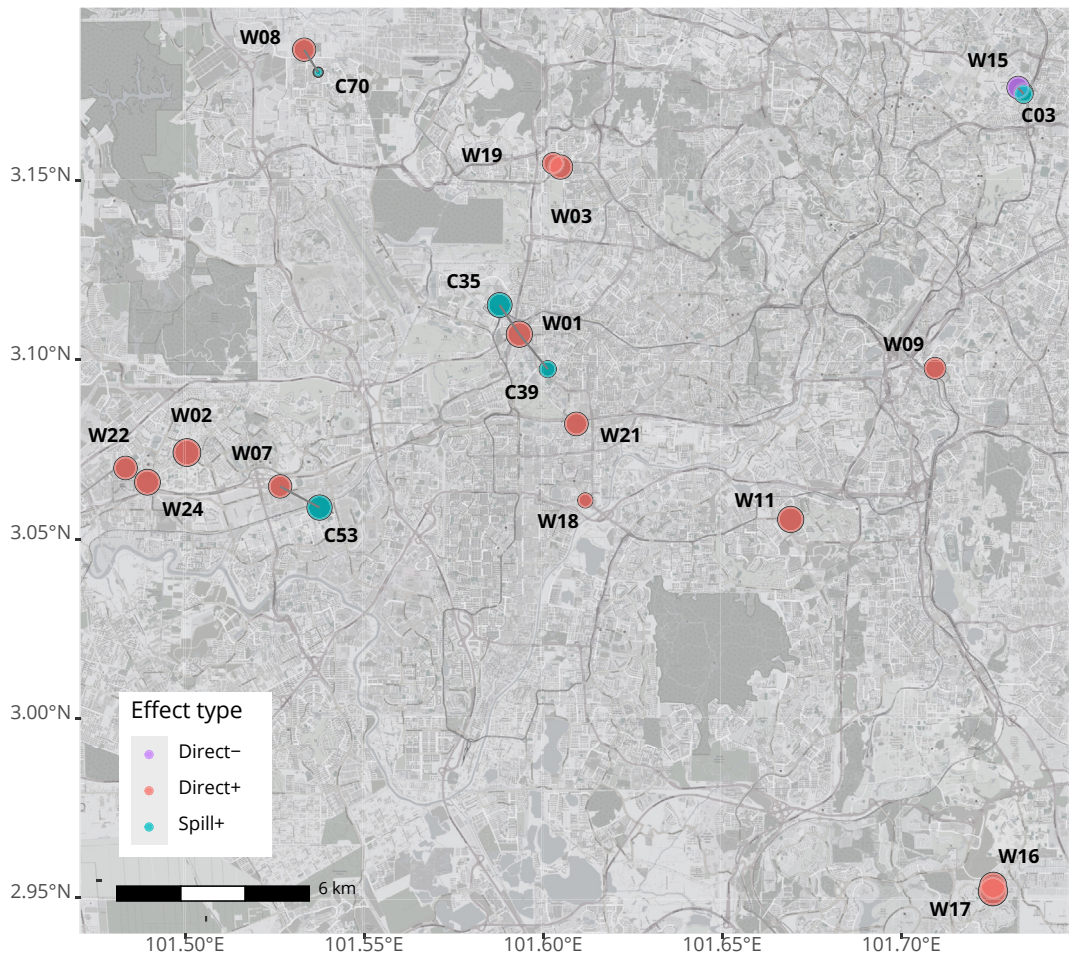 W08
C70
W15
C03
W19
W03
3.15°N
C35
W01
3.10°N
C39
W09
W02
W22
W07
W21
W24
W11
W18
C53
3.05°N
3.00°N
Effect type
Direct−
Direct+
Spill+
W16
2.95°N
6 km
W17
101.50°E
101.55°E
101.60°E
101.65°E
101.70°E